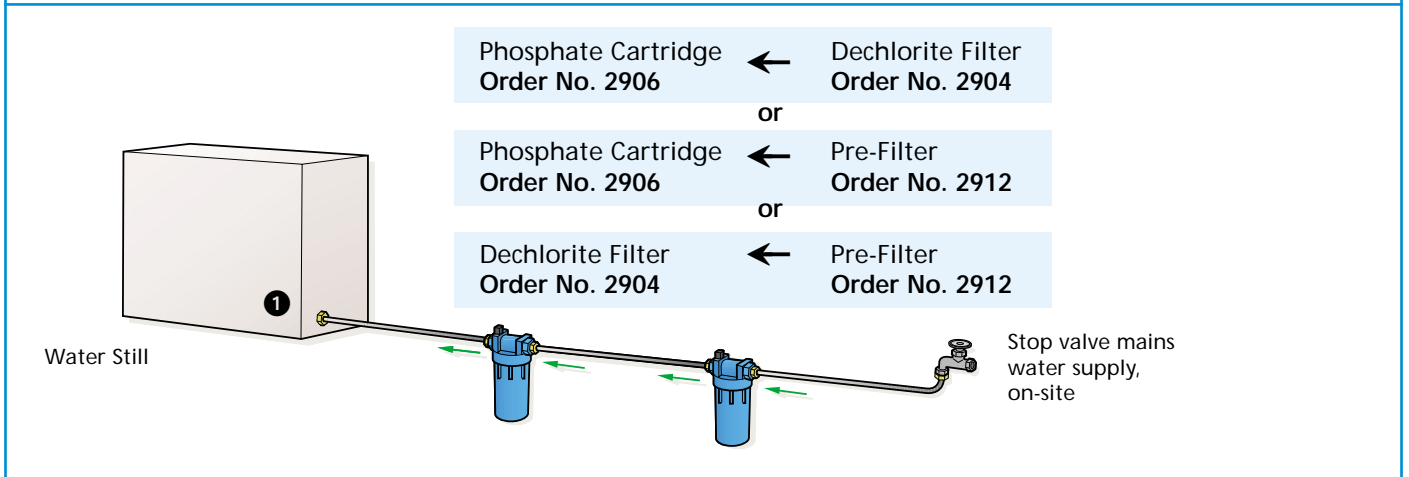 Phosphate Cartridge ← Dechlorite Filter
Order No. 2906 Order No. 2904
or
Phosphate Cartridge ← Pre-Filter
Order No. 2906 Order No. 2912
or
Dechlorite Filter ← Pre-Filter
Order No. 2904 Order No. 2912
1
Water Still
Stop valve mains
water supply,
on-site